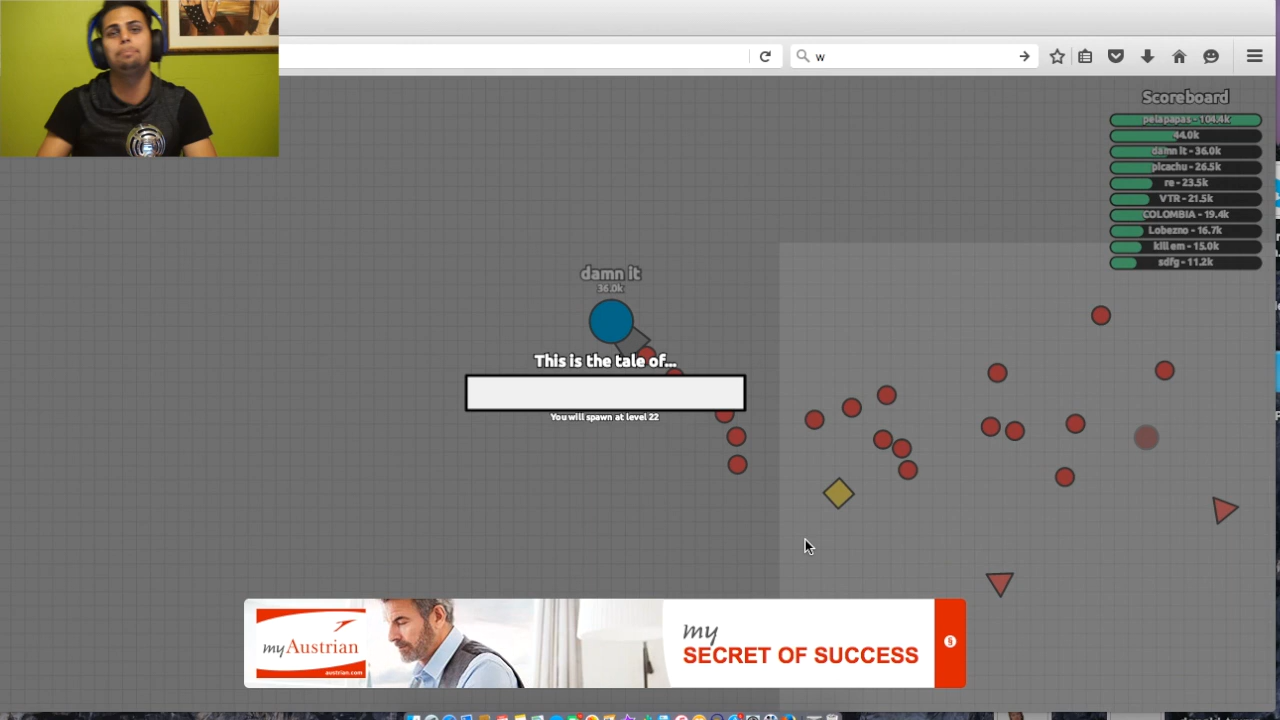 w
Scoreboard
pelapapas - 104.4k
44.0k
damn it - 36.0k
picachu - 26.5k
re - 23.5k
VTR - 21.5k
COLOMBIA - 19.4k
Lobezno - 16.7k
kill em - 15.0k
sdfg - 11.2k
damn it
36.0k
This is the tale of...
You will spawn at level 22
myAustrian
austrian.com
my
SECRET OF SUCCESS